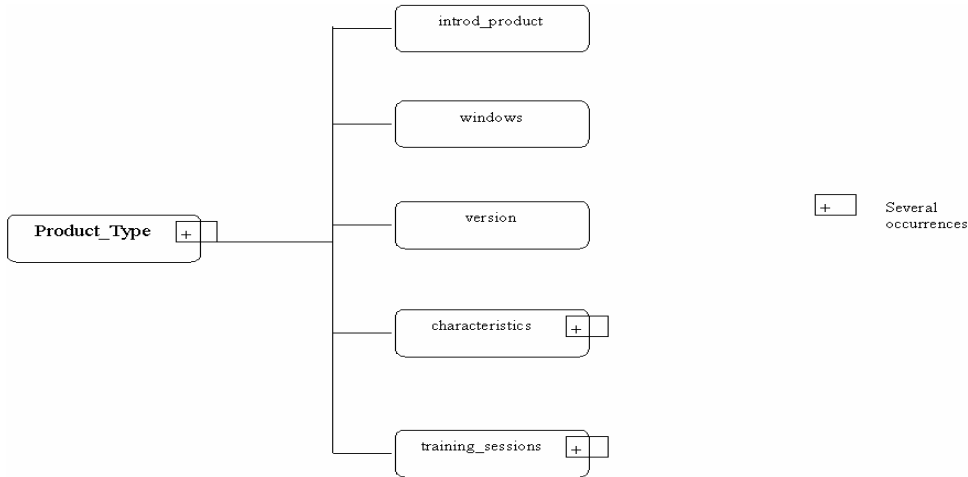 introd_product
windows
version
Product_Type +
+ Several
occurrences
characteristics +
training_sessions +